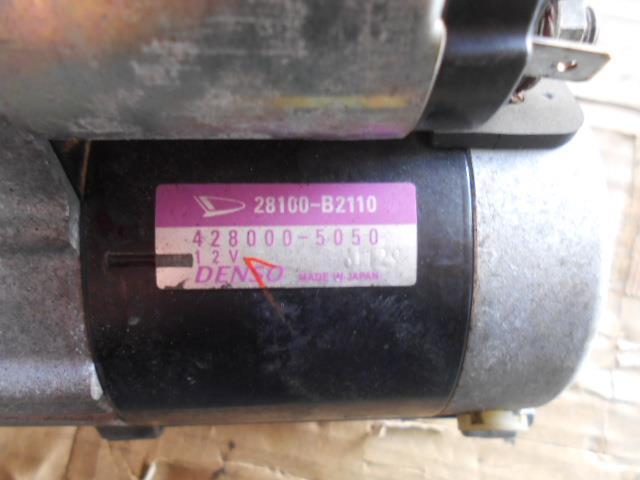 28100-B2110
428000-5050
12V
DENSO MADE IN JAPAN